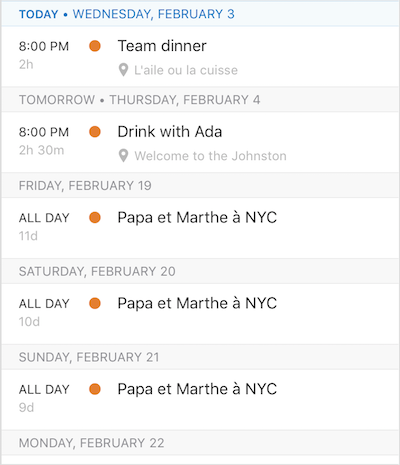 TODAY • WEDNESDAY, FEBRUARY 3
8:00 PM Team dinner
2h L'aile ou la cuisse
TOMORROW • THURSDAY, FEBRUARY 4
8:00 PM Drink with Ada
2h 30m Welcome to the Johnston
FRIDAY, FEBRUARY 19
ALL DAY Papa et Marthe à NYC
11d
SATURDAY, FEBRUARY 20
ALL DAY Papa et Marthe à NYC
10d
SUNDAY, FEBRUARY 21
ALL DAY Papa et Marthe à NYC
9d
MONDAY, FEBRUARY 22